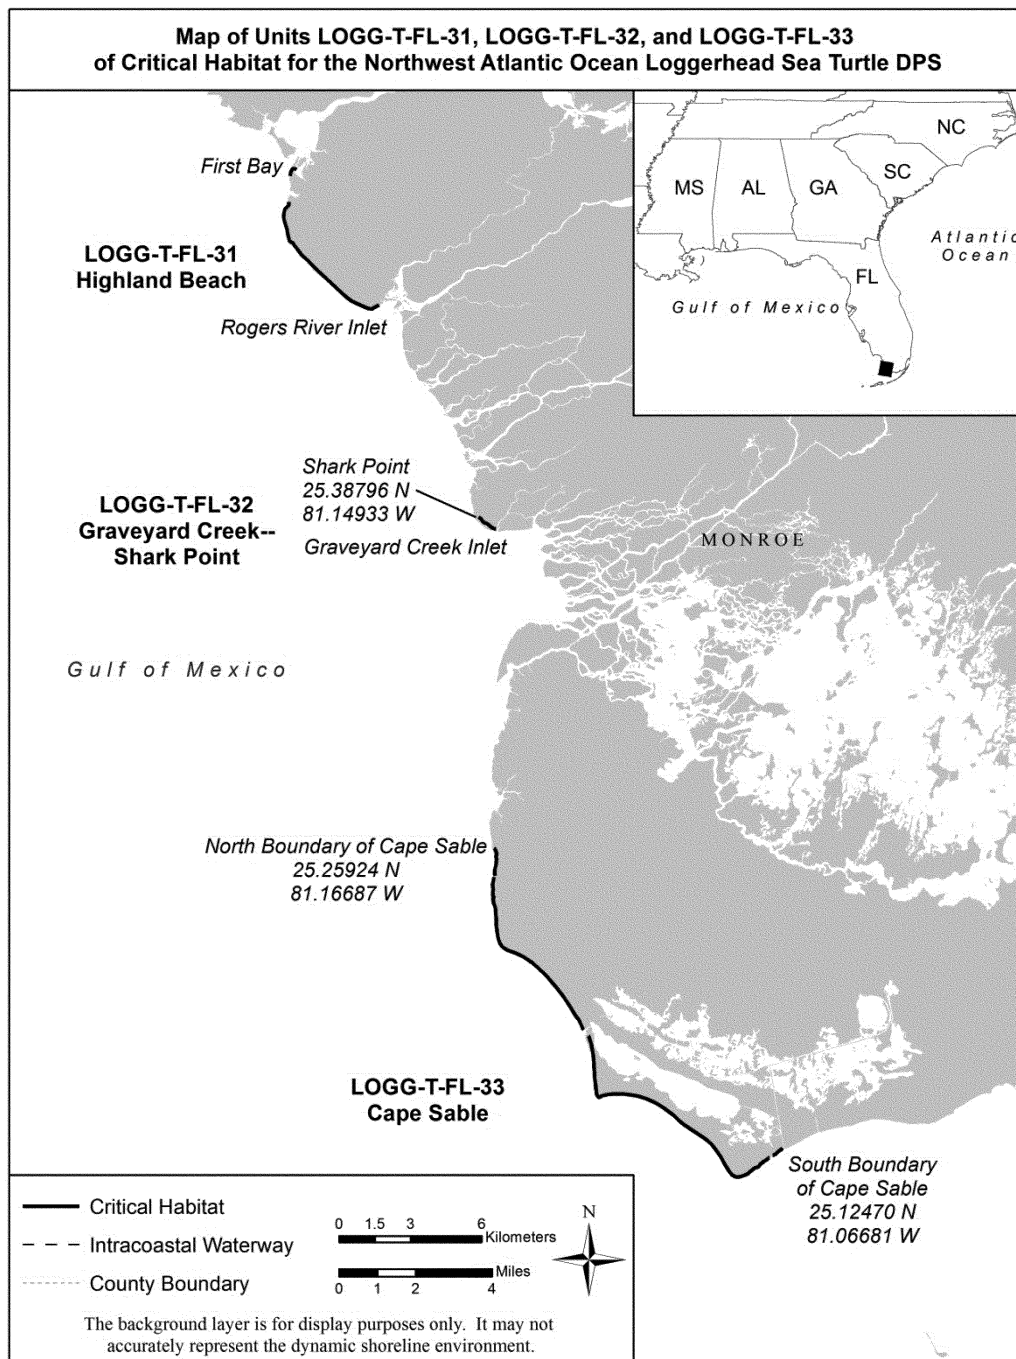 Map of Units LOGG-T-FL-31, LOGG-T-FL-32, and LOGG-T-FL-33
of Critical Habitat for the Northwest Atlantic Ocean Loggerhead Sea Turtle DPS
NC
SC
MS
AL
GA
Atlantic
Ocean
FL
Gulf of Mexico
First Bay
LOGG-T-FL-31
Highland Beach
Rogers River Inlet
Shark Point
25.38796 N
81.14933 W
LOGG-T-FL-32
Graveyard Creek--
Shark Point
Graveyard Creek Inlet
MONROE
Gulf of Mexico
North Boundary of Cape Sable
25.25924 N
81.16687 W
LOGG-T-FL-33
Cape Sable
South Boundary
of Cape Sable
25.12470 N
81.06681 W
Critical Habitat
Intracoastal Waterway
County Boundary
0 1.5 3 6
Kilometers
Miles
0 1 2 4
N
The background layer is for display purposes only. It may not
accurately represent the dynamic shoreline environment.